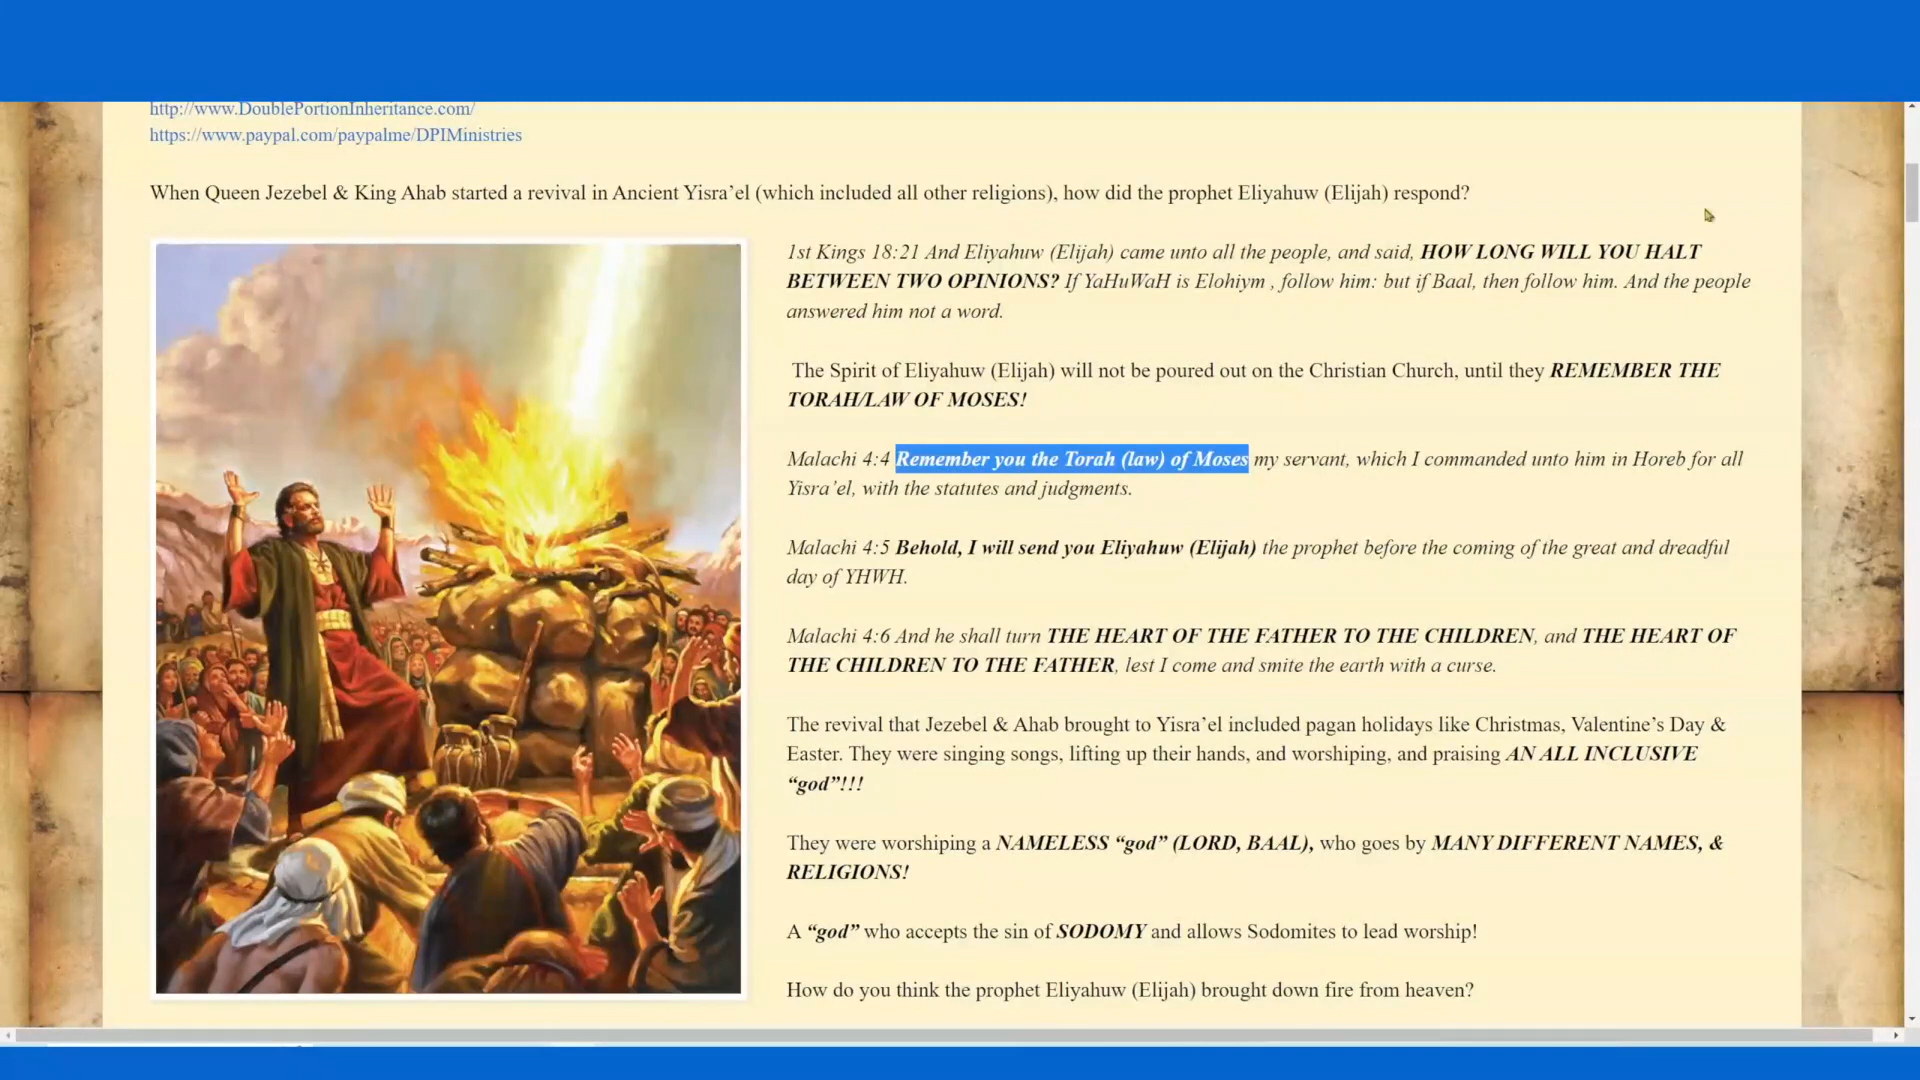 http://www.DoublePortionInheritance.com/
https://www.paypal.com/paypalme/DPIMinistries
When Queen Jezebel & King Ahab started a revival in Ancient Yisra’el (which included all other religions), how did the prophet Eliyahuw (Elijah) respond?
1st Kings 18:21 And Eliyahuw (Elijah) came unto all the people, and said, HOW LONG WILL YOU HALT
BETWEEN TWO OPINIONS? If YaHuWaH is Elohiym , follow him: but if Baal, then follow him. And the people
answered him not a word.
The Spirit of Eliyahuw (Elijah) will not be poured out on the Christian Church, until they REMEMBER THE
TORAH/LAW OF MOSES!
Malachi 4:4 Remember you the Torah (law) of Moses my servant, which I commanded unto him in Horeb for all
Yisra’el, with the statutes and judgments.
Malachi 4:5 Behold, I will send you Eliyahuw (Elijah) the prophet before the coming of the great and dreadful
day of YHWH.
Malachi 4:6 And he shall turn THE HEART OF THE FATHER TO THE CHILDREN, and THE HEART OF
THE CHILDREN TO THE FATHER, lest I come and smite the earth with a curse.
The revival that Jezebel & Ahab brought to Yisra’el included pagan holidays like Christmas, Valentine’s Day &
Easter. They were singing songs, lifting up their hands, and worshiping, and praising AN ALL INCLUSIVE
“god”!!!
They were worshiping a NAMELESS “god” (LORD, BAAL), who goes by MANY DIFFERENT NAMES, &
RELIGIONS!
A “god” who accepts the sin of SODOMY and allows Sodomites to lead worship!
How do you think the prophet Eliyahuw (Elijah) brought down fire from heaven?